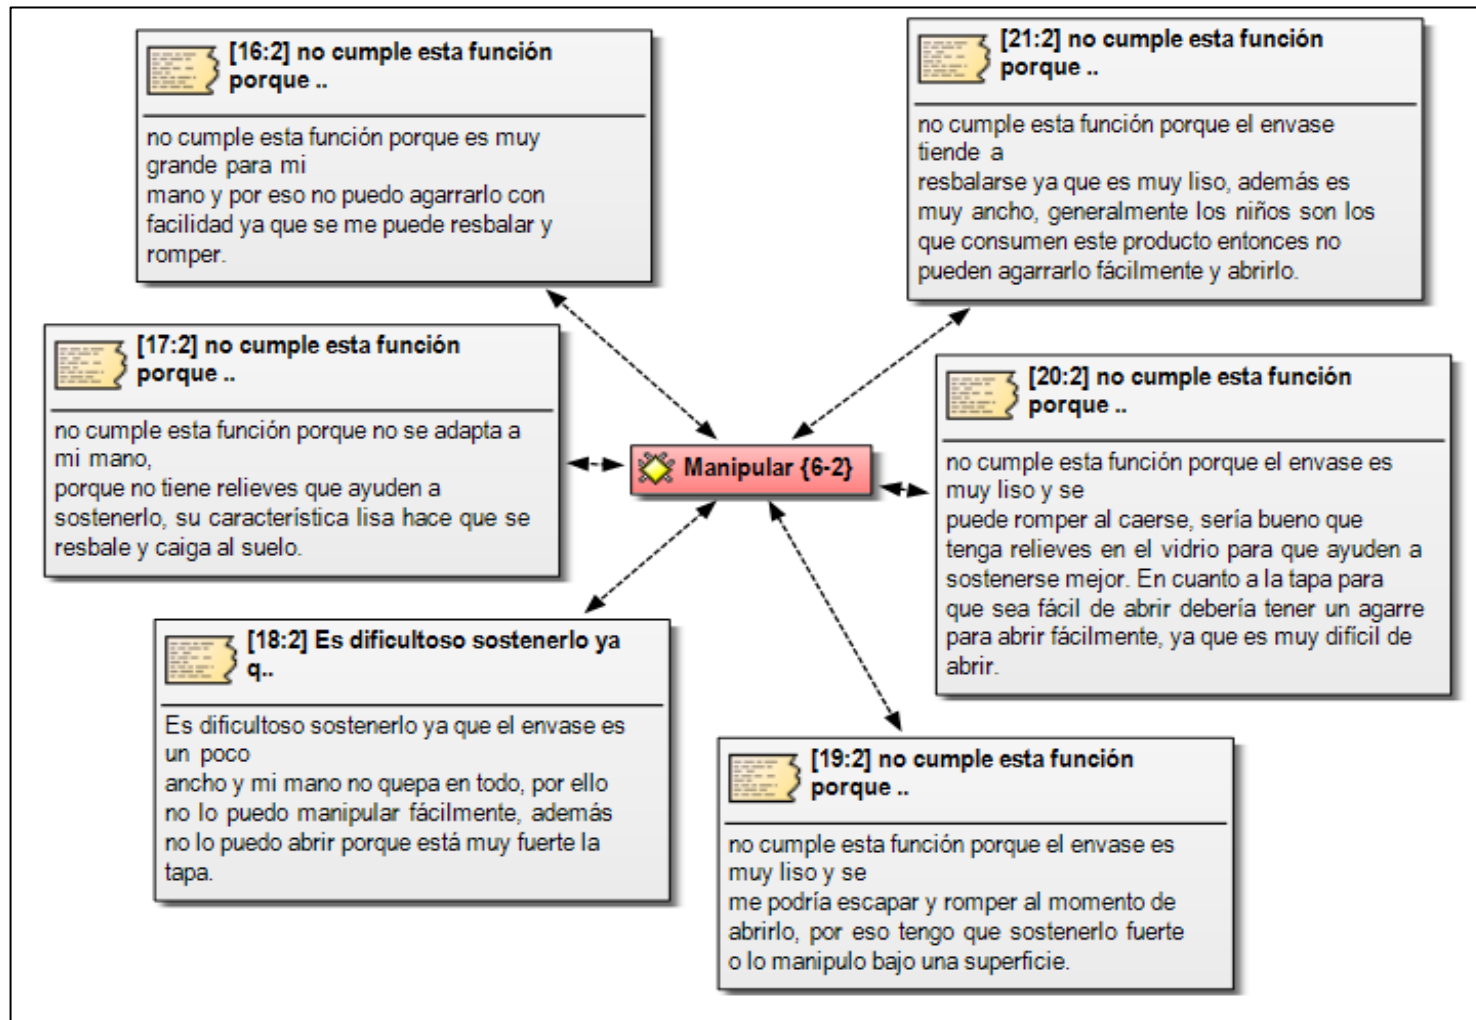 [16:2] no cumple esta función
porque ..
no cumple esta función porque es muy
grande para mi
mano y por eso no puedo agarrarlo con
facilidad ya que se me puede resbalar y
romper.
[21:2] no cumple esta función
porque ..
no cumple esta función porque el envase
tiende a
resbalarse ya que es muy liso, además es
muy ancho, generalmente los niños son los
que consumen este producto entonces no
pueden agarrarlo fácilmente y abrirlo.
[17:2] no cumple esta función
porque ..
no cumple esta función porque no se adapta a
mi mano,
porque no tiene relieves que ayuden a
sostenerlo, su característica lisa hace que se
resbale y caiga al suelo.
Manipular {6-2}
[20:2] no cumple esta función
porque ..
no cumple esta función porque el envase es
muy liso y se
puede romper al caerse, sería bueno que
tenga relieves en el vidrio para que ayuden a
sostenerse mejor. En cuanto a la tapa para
que sea fácil de abrir debería tener un agarre
para abrir fácilmente, ya que es muy difícil de
abrir.
[18:2] Es dificultoso sostenerlo ya
q..
Es dificultoso sostenerlo ya que el envase es
un poco
ancho y mi mano no quepa en todo, por ello
no lo puedo manipular fácilmente, además
no lo puedo abrir porque está muy fuerte la
tapa.
[19:2] no cumple esta función
porque ..
no cumple esta función porque el envase es
muy liso y se
me podría escapar y romper al momento de
abrirlo, por eso tengo que sostenerlo fuerte
o lo manipulo bajo una superficie.